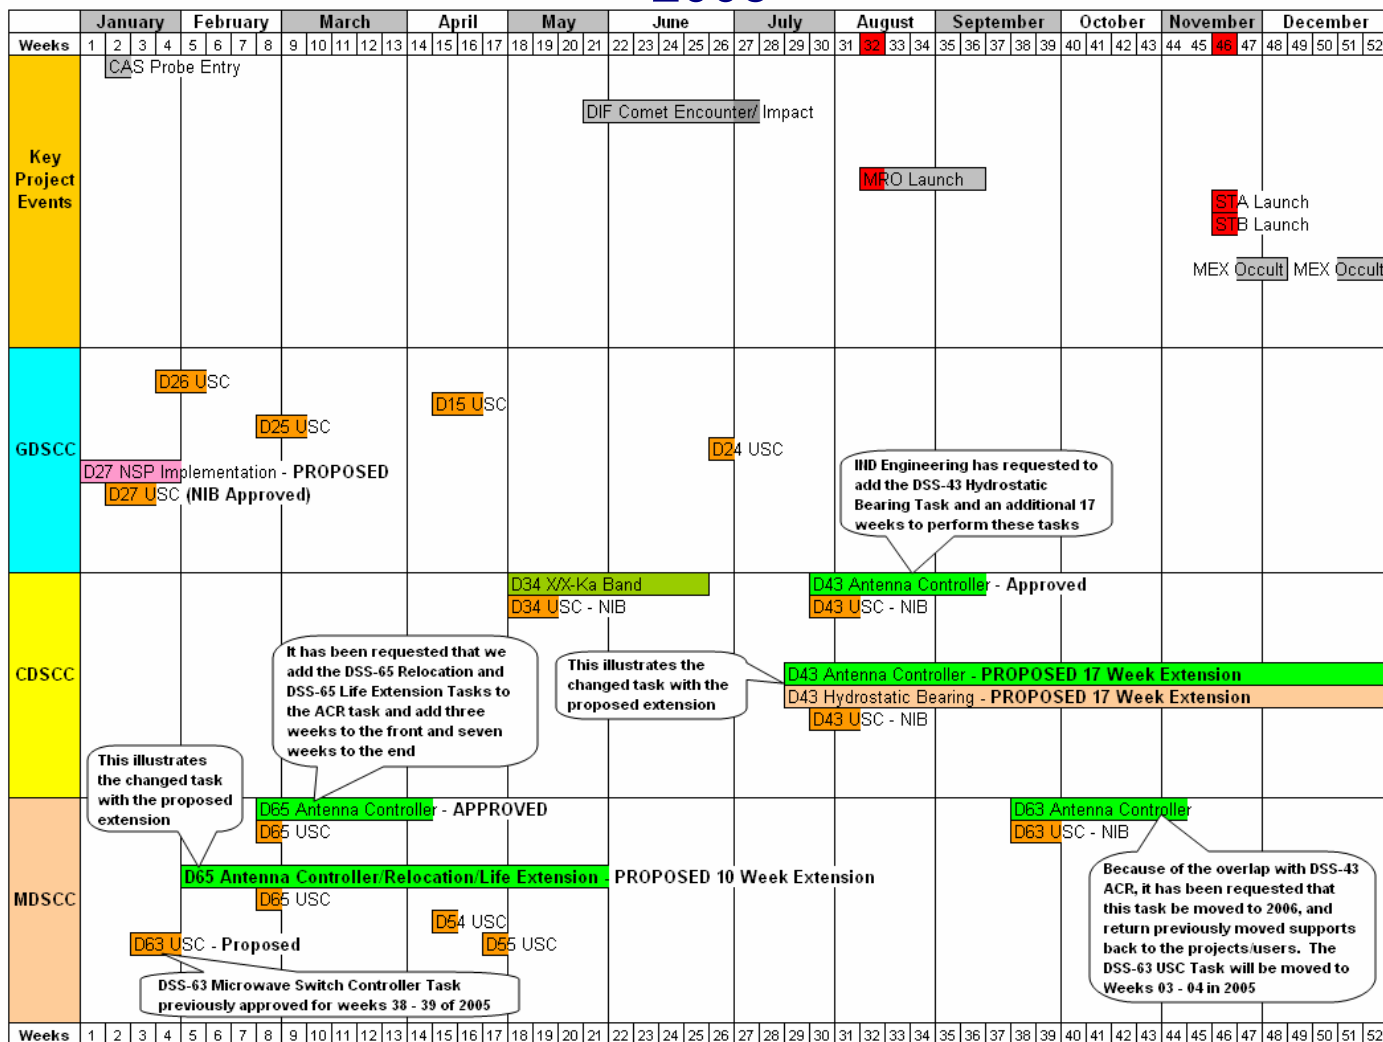 January February March April May June July August September October November December
Weeks 1 2 3 4 5 6 7 8 9 10 11 12 13 14 15 16 17 18 19 20 21 22 23 24 25 26 27 28 29 30 31 32 33 34 35 36 37 38 39 40 41 42 43 44 45 46 47 48 49 50 51 52
CAS Probe Entry
DIF Comet Encounter/ Impact
Key
Project
Events
MRO Launch
STA Launch
STB Launch
MEX Occult MEX Occult
D26 USC
D15 USC
D25 USC
GDSCC
D24 USC
D27 NSP Implementation - PROPOSED
D27 USC (NIB Approved)
IND Engineering has requested to
add the DSS-43 Hydrostatic
Bearing Task and an additional 17
weeks to perform these tasks
D34 X/X-Ka Band
D43 Antenna Controller - Approved
D34 USC - NIB
D43 USC - NIB
It has been requested that we
add the DSS-65 Relocation and
DSS-65 Life Extension Tasks to
the ACR task and add three
weeks to the front and seven
weeks to the end
CDSCC
This illustrates the
changed task with the
proposed extension
D43 Antenna Controller - PROPOSED 17 Week Extension
D43 Hydrostatic Bearing - PROPOSED 17 Week Extension
D43 USC - NIB
This illustrates
the changed task
with the proposed
extension
D65 Antenna Controller - APPROVED
D65 USC
D63 Antenna Controller
D63 USC - NIB
D65 Antenna Controller/Relocation/Life Extension - PROPOSED 10 Week Extension
MDSCC
D65 USC
D54 USC
D63 USC - Proposed
D55 USC
Because of the overlap with DSS-43
ACR, it has been requested that
this task be moved to 2006, and
return previously moved supports
back to the projects/users. The
DSS-63 USC Task will be moved to
Weeks 03 - 04 in 2005
DSS-63 Microwave Switch Controller Task
previously approved for weeks 38 - 39 of 2005
Weeks 1 2 3 4 5 6 7 8 9 10 11 12 13 14 15 16 17 18 19 20 21 22 23 24 25 26 27 28 29 30 31 32 33 34 35 36 37 38 39 40 41 42 43 44 45 46 47 48 49 50 51 52